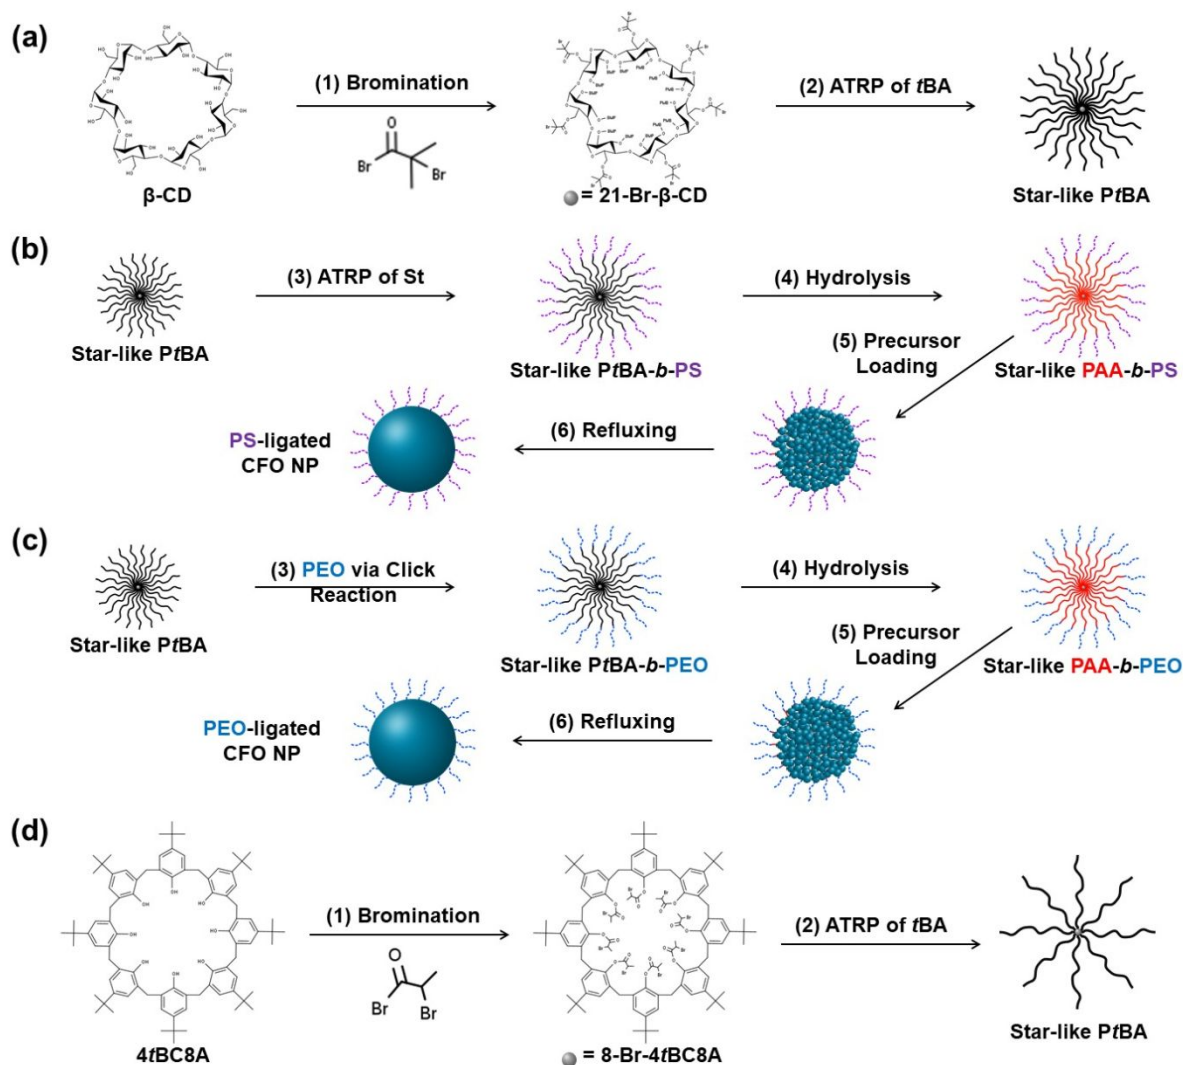 (a)
(1) Bromination
(2) ATRP of tBA
O
Br
Br
β-CD
= 21-Br-β-CD
Star-like PtBA
(b)
(3) ATRP of St
(4) Hydrolysis
Star-like PtBA
Star-like PtBA-b-PS
(5) Precursor
Loading
Star-like PAA-b-PS
PS-ligated
CFO NP
(6) Refluxing
(c)
(3) PEO via Click
Reaction
(4) Hydrolysis
Star-like PtBA
Star-like PtBA-b-PEO
(5) Precursor
Loading
Star-like PAA-b-PEO
PEO-ligated
CFO NP
(6) Refluxing
(d)
(1) Bromination
(2) ATRP of tBA
O
Br
Br
4tBC8A
= 8-Br-4tBC8A
Star-like PtBA